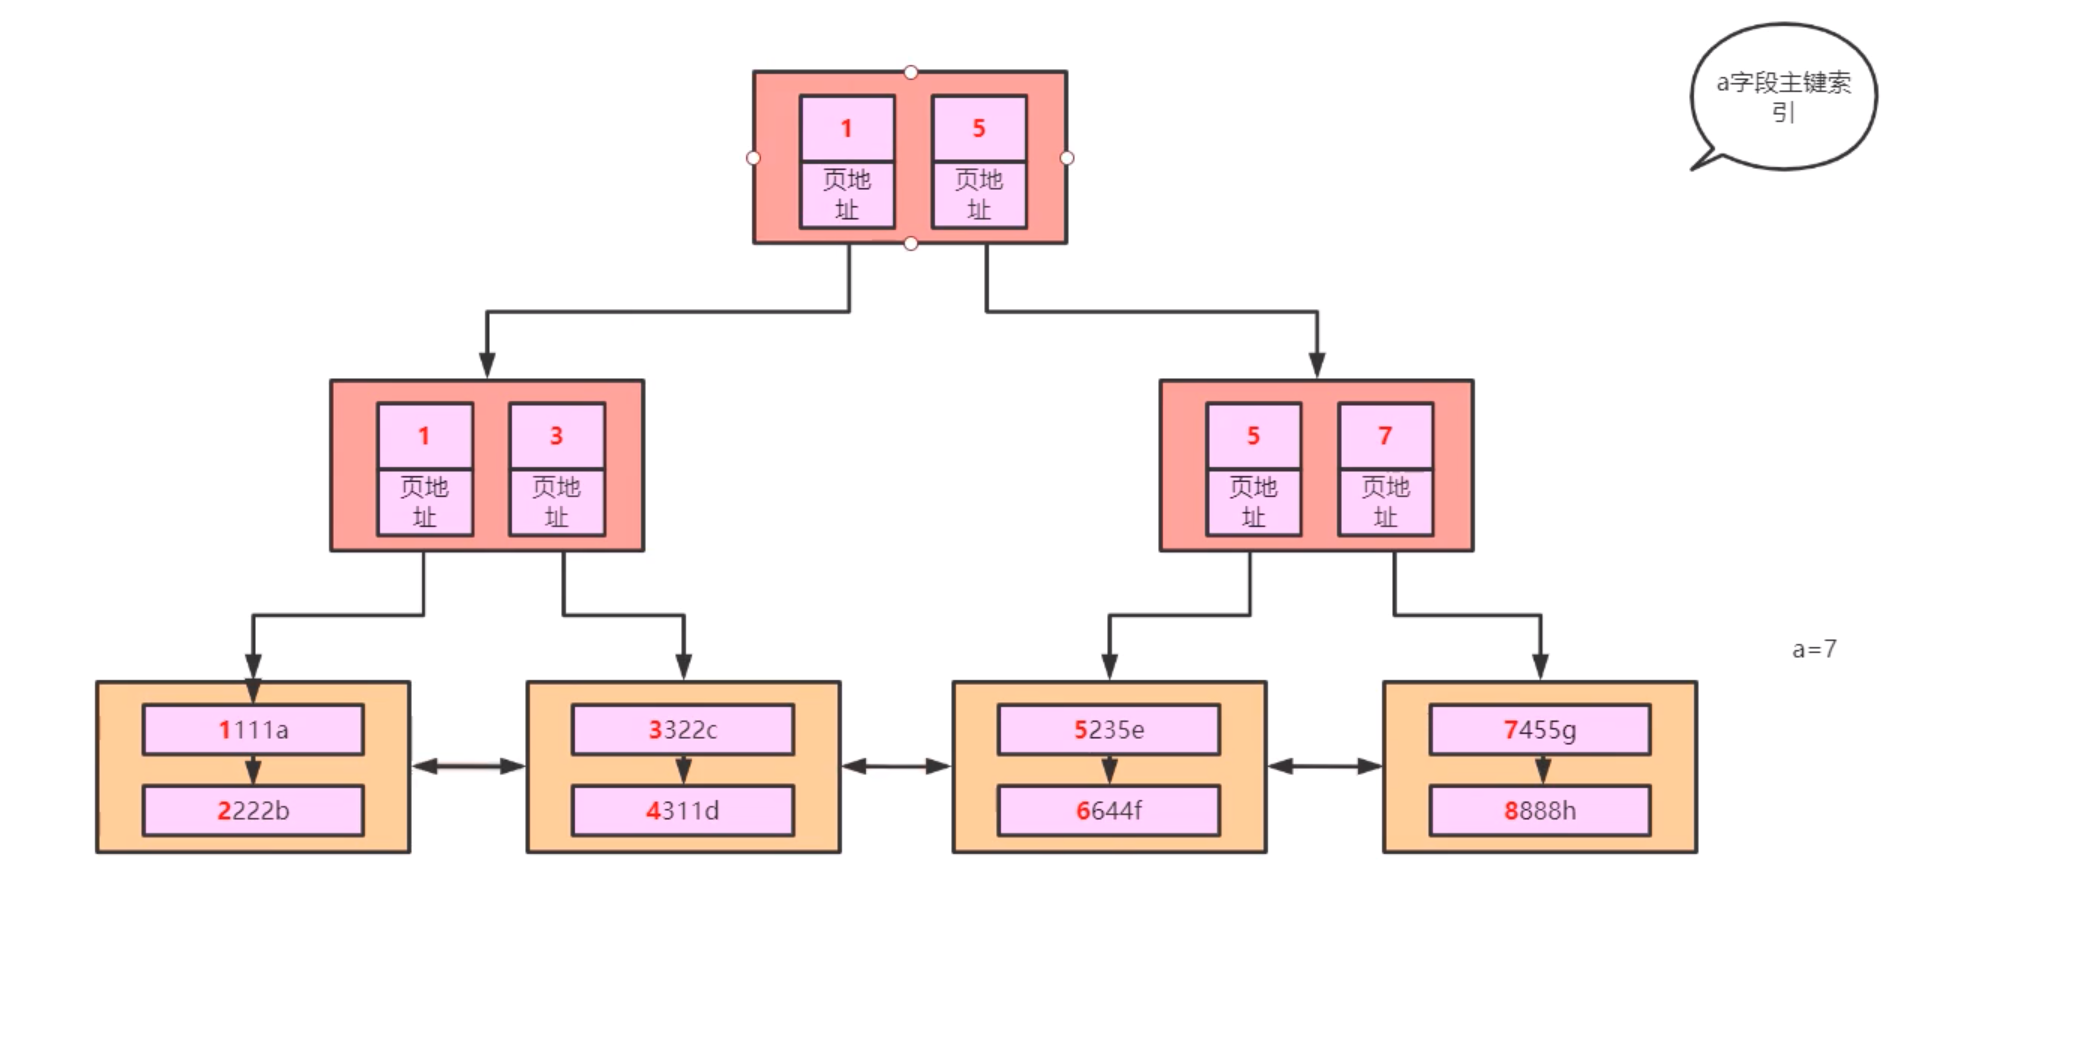 a字段主键索
引
1
5
页地
址
页地
址
1
3
5
7
页地
址
页地
址
页地
址
页地
址
a=7
1111a
3322c
5235e
7455g
2222b
4311d
6644f
8888h